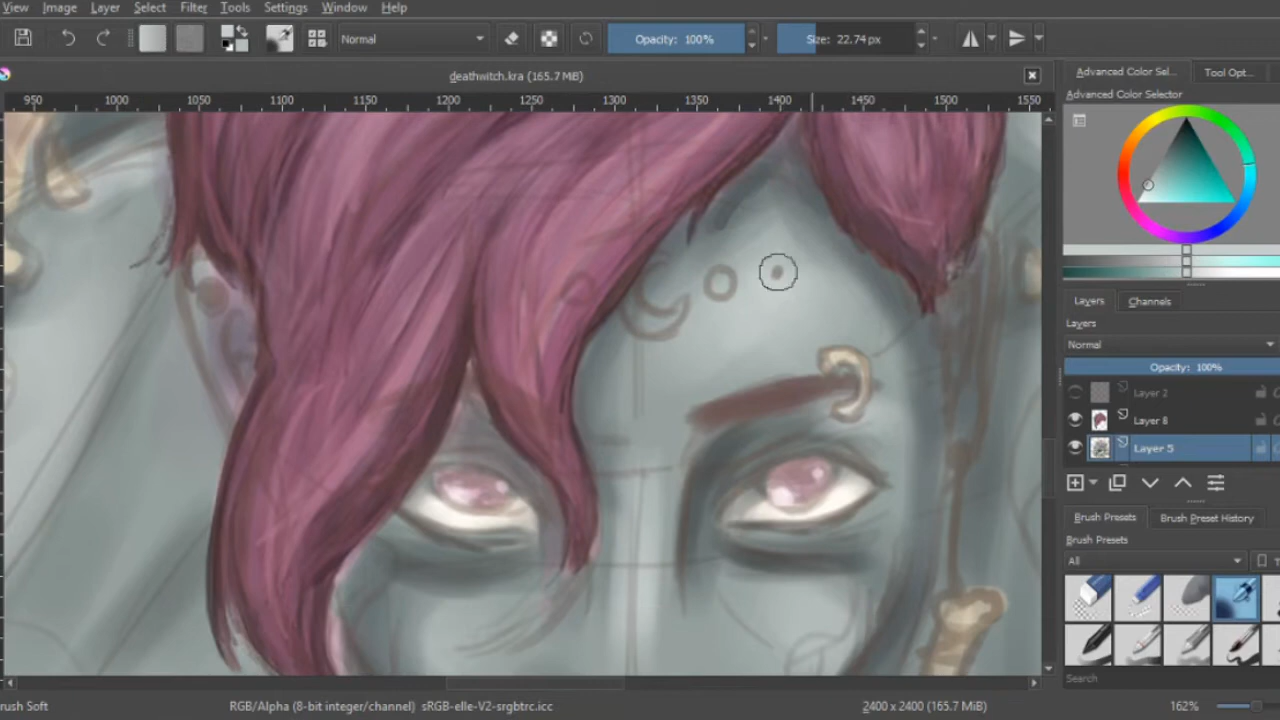 View Image Layer Select Filter Tools Settings Window Help
Normal Opacity: 100% Size: 22.74 px
deathwitch.kra (165.7 MiB)
Advanced Color Sel... Tool Opt...
950 1000 1050 1100 1150 1200 1250 1300 1350 1400 1450 1500 1550
Advanced Color Selector
Layers Channels
Layers
Normal
Opacity: 100%
Layer 2
Layer 8
Layer 5
Brush Presets Brush Preset History
Brush Presets
All
Search
rush Soft RGB/Alpha (8-bit integer/channel) sRGB-elle-V2-srgbtrc.icc 2400 x 2400 (165.7 MiB) 162%